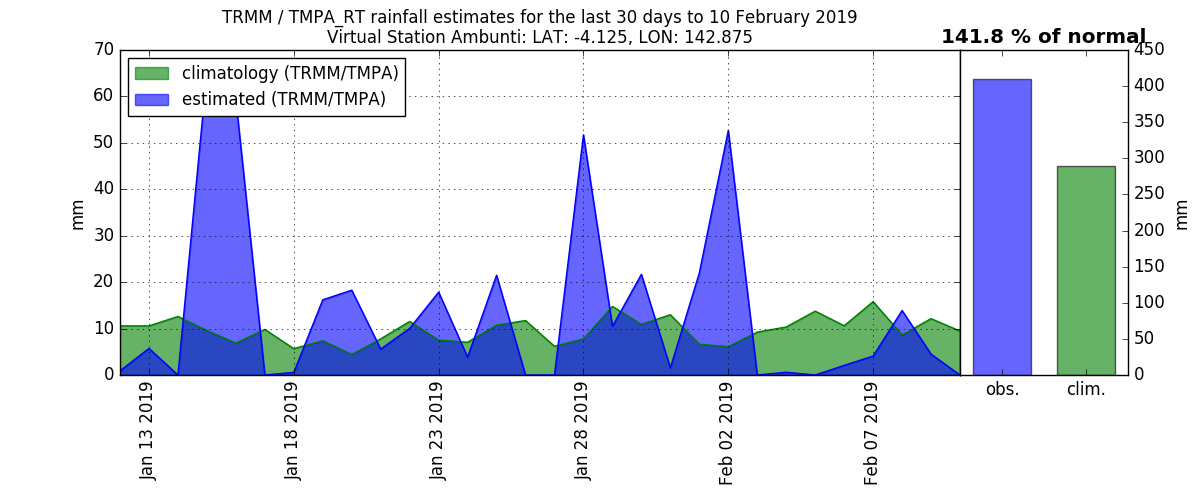 TRMM / TMPA_RT rainfall estimates for the last 30 days to 10 February 2019
Virtual Station Ambunti: LAT: -4.125, LON: 142.875
141.8 % of normal
climatology (TRMM/TMPA)
estimated (TRMM/TMPA)
70
60
50
40
30
20
10
0
mm
Jan 13 2019
Jan 18 2019
Jan 23 2019
Jan 28 2019
Feb 02 2019
Feb 07 2019
obs.
clim.
450
400
350
300
250
200
150
100
50
0
mm